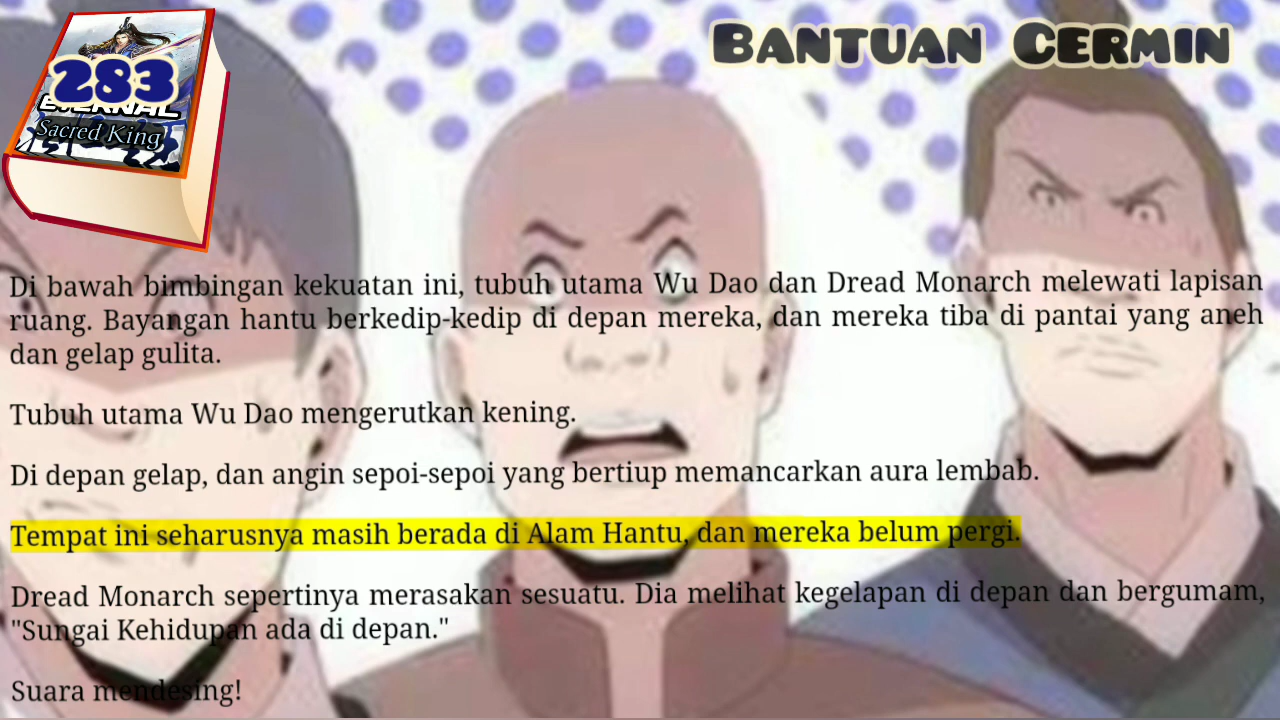 BANTUAN CERMIN
283
ETERNAL
Sacred King
Di bawah bimbingan kekuatan ini, tubuh utama Wu Dao dan Dread Monarch melewati lapisan
ruang. Bayangan hantu berkedip-kedip di depan mereka, dan mereka tiba di pantai yang aneh
dan gelap gulita.
Tubuh utama Wu Dao mengerutkan kening.
Di depan gelap, dan angin sepoi-sepoi yang bertiup memancarkan aura lembab.
Tempat ini seharusnya masih berada di Alam Hantu, dan mereka belum pergi.
Dread Monarch sepertinya merasakan sesuatu. Dia melihat kegelapan di depan dan bergumam,
"Sungai Kehidupan ada di depan."
Suara mendesing!